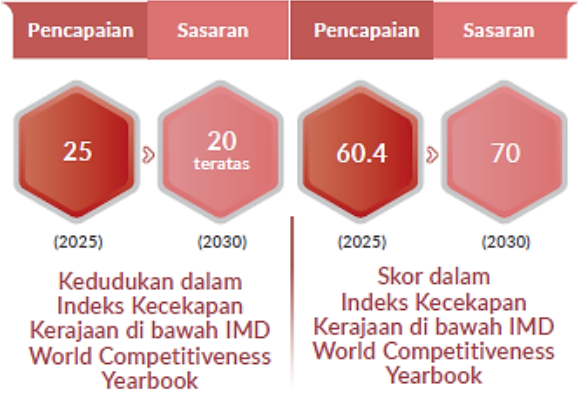 Pencapaian Sasaran Pencapaian Sasaran
25 20 teratas 60.4 70
(2025) (2030) (2025) (2030)
Kedudukan dalam
Indeks Kecekapan
Kerajaan di bawah IMD
World Competitiveness
Yearbook
Skor dalam
Indeks Kecekapan
Kerajaan di bawah IMD
World Competitiveness
Yearbook